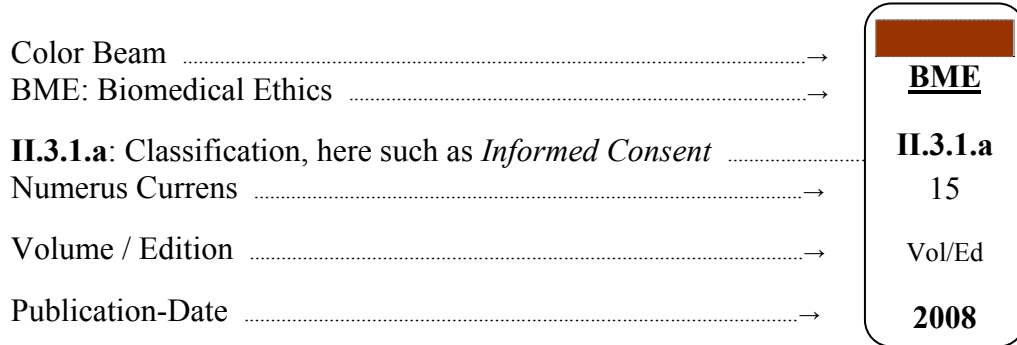 Color Beam ........→
BME: Biomedical Ethics ........→ BME
II.3.1.a: Classification, here such as Informed Consent ........ II.3.1.a
Numerus Currens ........→ 15
Volume / Edition ........→ Vol/Ed
Publication-Date ........→ 2008